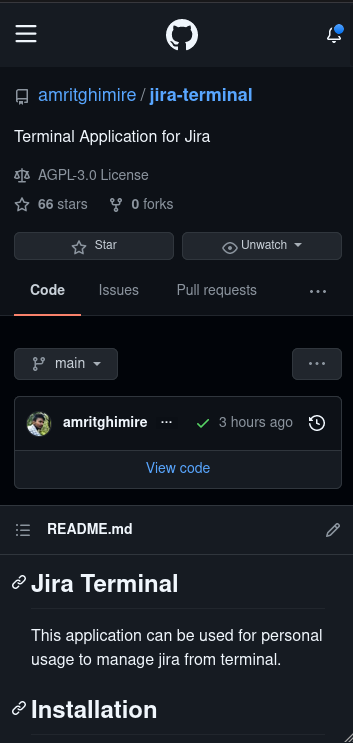 amritghimire / jira-terminal
Terminal Application for Jira
AGPL-3.0 License
66 stars 0 forks
Star Unwatch
Code Issues Pull requests ...
main ...
amritghimire ... 3 hours ago
View code
README.md
Jira Terminal
This application can be used for personal
usage to manage jira from terminal.
Installation